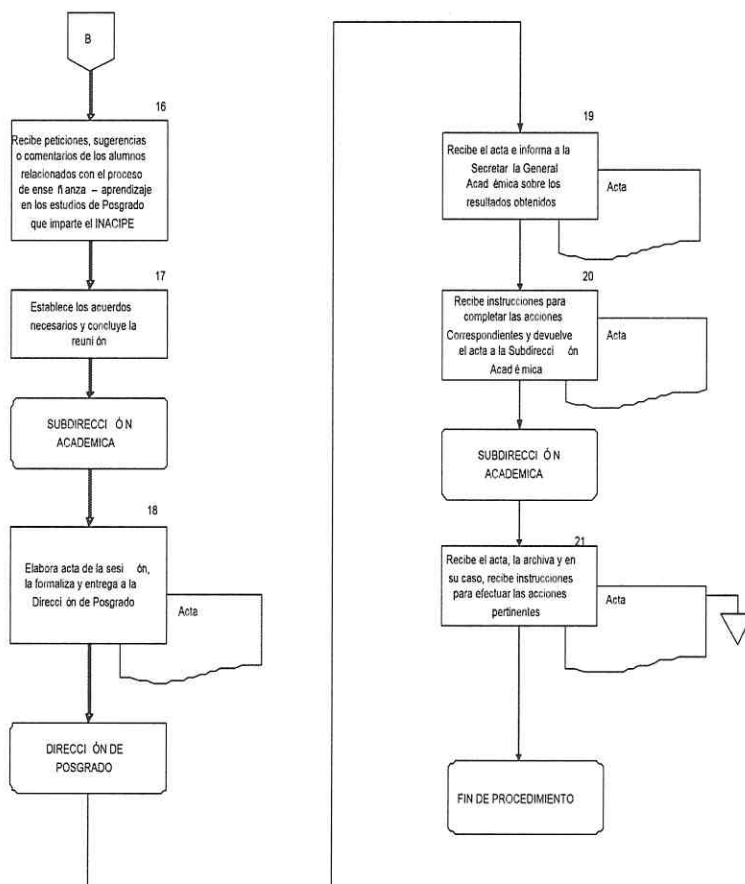 B
16
Recibe peticiones, sugerencias
o comentarios de los alumnos
relacionados con el proceso
de ense ñanza – aprendizaje
en los estudios de Posgrado
que imparte el INACIPE
17
Establece los acuerdos
necesarios y concluye la
reuni ón
SUBDIRECCI Ó N
ACADEMICA
18
Elabora acta de la sesi ón,
la formaliza y entrega a la
Direcci ón de Posgrado
Acta
DIRECCI ÓN DE
POSGRADO
19
Recibe el acta e informa a la
Secretar ía General
Acad émica sobre los
resultados obtenidos
Acta
20
Recibe instrucciones para
completar las acciones
Correspondientes y devuelve
el acta a la Subdirecci ón
Acad é mica
Acta
SUBDIRECCI ÓN
ACADEMICA
21
Recibe el acta, la archiva y en
su caso, recibe instrucciones
para efectuar las acciones
pertinentes
Acta
FIN DE PROCEDIMIENTO